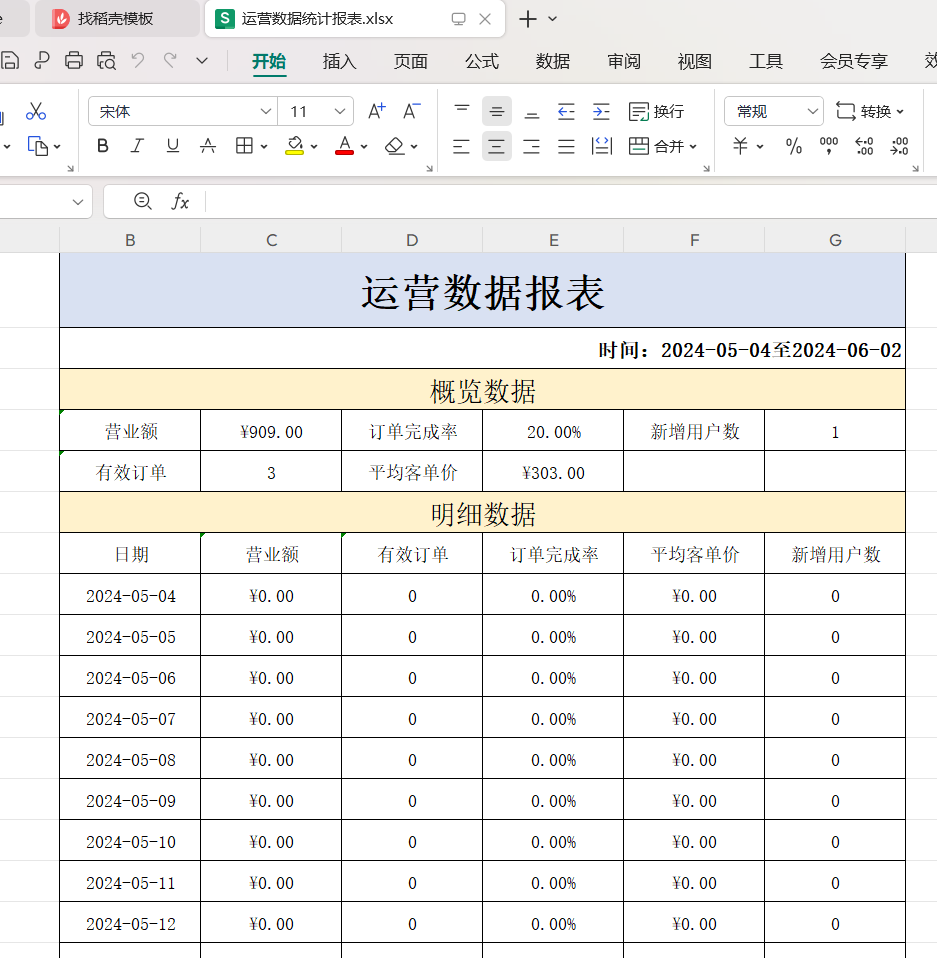 e 找稻壳模板 S 运营数据统计报表.xlsx
开始 插入 页面 公式 数据 审阅 视图 工具 会员专享 效
宋体 11 A+ A- 换行 常规 转换
B I U A A 合并 ¥ % 000 , .00 .00
fx
B C D E F G
运营数据报表
时间：2024-05-04至2024-06-02
概览数据
营业额 ¥909.00 订单完成率 20.00% 新增用户数 1
有效订单 3 平均客单价 ¥303.00
明细数据
日期 营业额 有效订单 订单完成率 平均客单价 新增用户数
2024-05-04 ¥0.00 0 0.00% ¥0.00 0
2024-05-05 ¥0.00 0 0.00% ¥0.00 0
2024-05-06 ¥0.00 0 0.00% ¥0.00 0
2024-05-07 ¥0.00 0 0.00% ¥0.00 0
2024-05-08 ¥0.00 0 0.00% ¥0.00 0
2024-05-09 ¥0.00 0 0.00% ¥0.00 0
2024-05-10 ¥0.00 0 0.00% ¥0.00 0
2024-05-11 ¥0.00 0 0.00% ¥0.00 0
2024-05-12 ¥0.00 0 0.00% ¥0.00 0